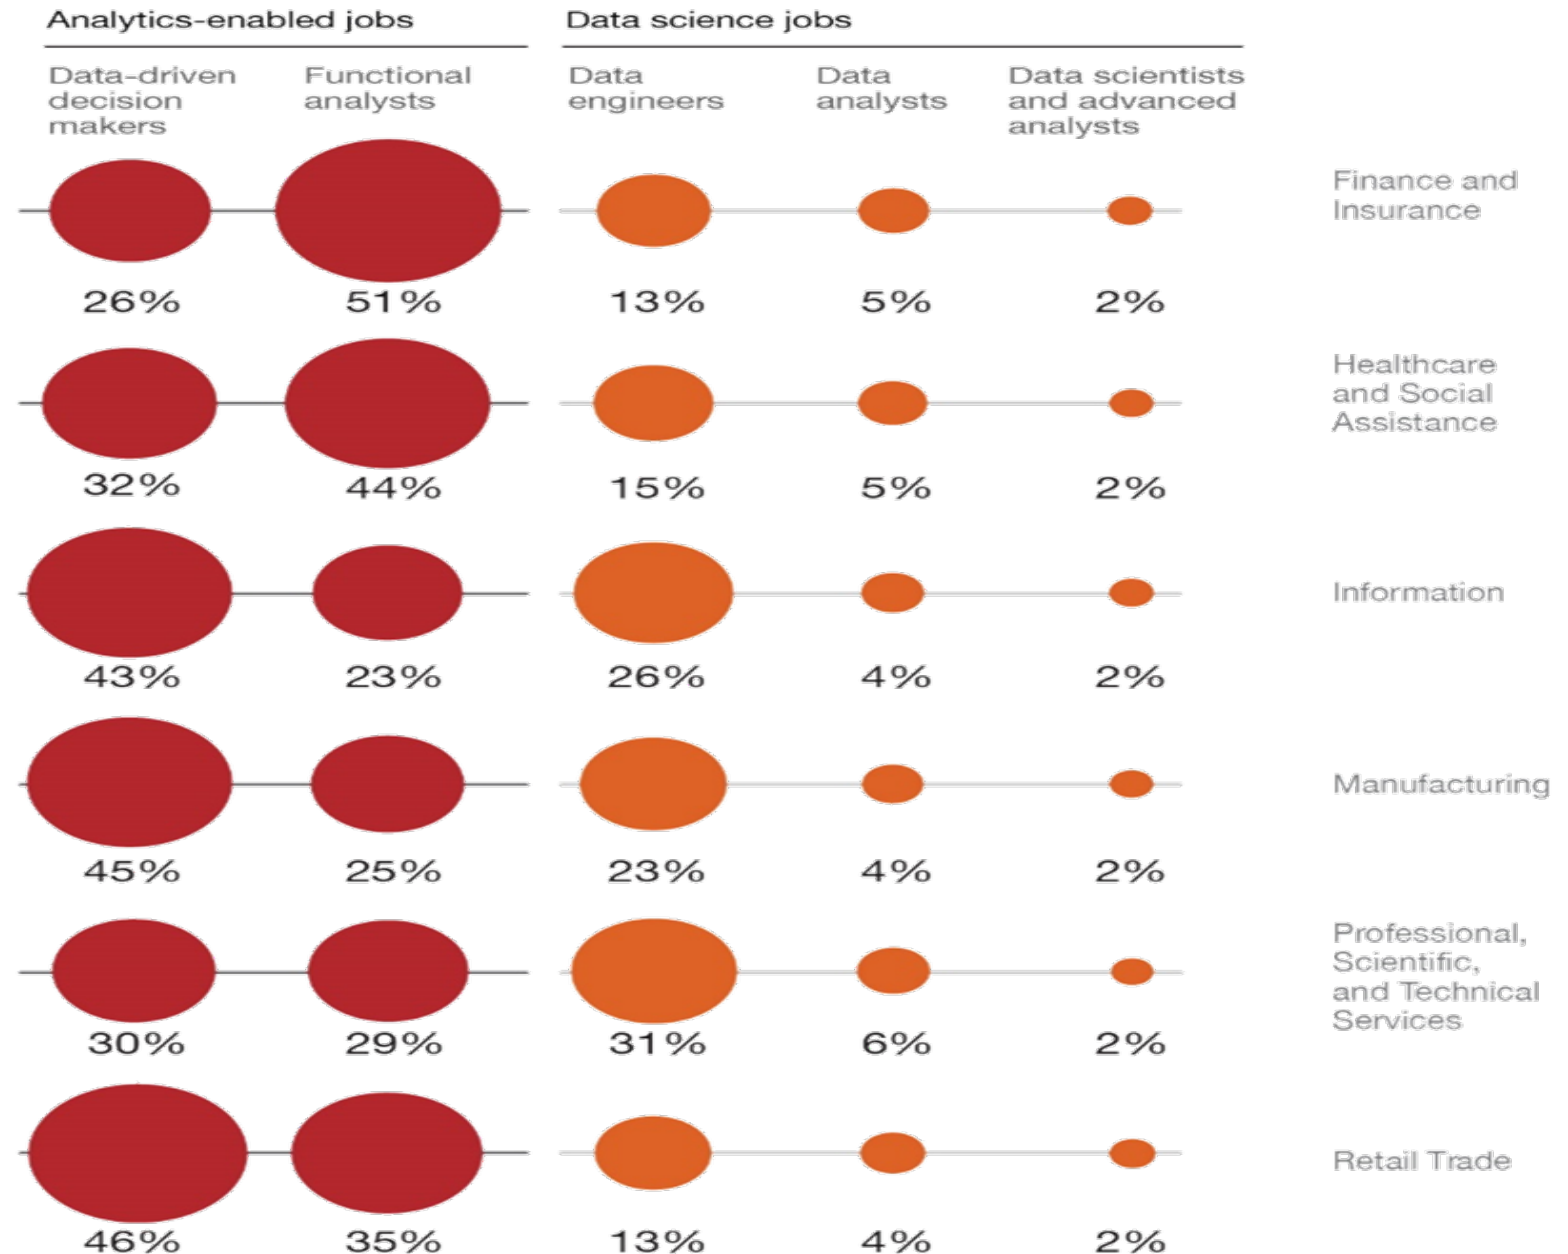 Analytics-enabled jobs
Data science jobs
Data-driven
decision
makers
Functional
analysts
Data
engineers
Data
analysts
Data scientists
and advanced
analysts
Finance and
Insurance
26% 51% 13% 5% 2%
Healthcare
and Social
Assistance
32% 44% 15% 5% 2%
Information
43% 23% 26% 4% 2%
Manufacturing
45% 25% 23% 4% 2%
Professional,
Scientific,
and Technical
Services
30% 29% 31% 6% 2%
Retail Trade
46% 35% 13% 4% 2%